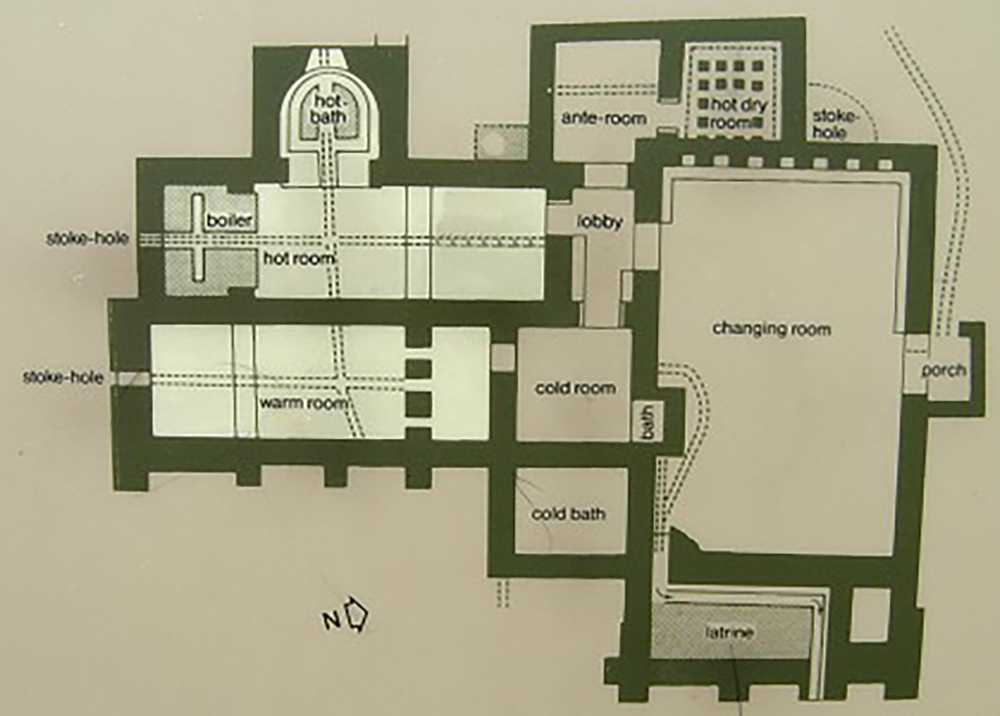 hot
bath
ante-room
hot dry
room
stoke-
hole
boiler
stoke-hole
hot room
lobby
changing room
porch
stoke-hole
warm room
cold room
bath
cold bath
N
latrine